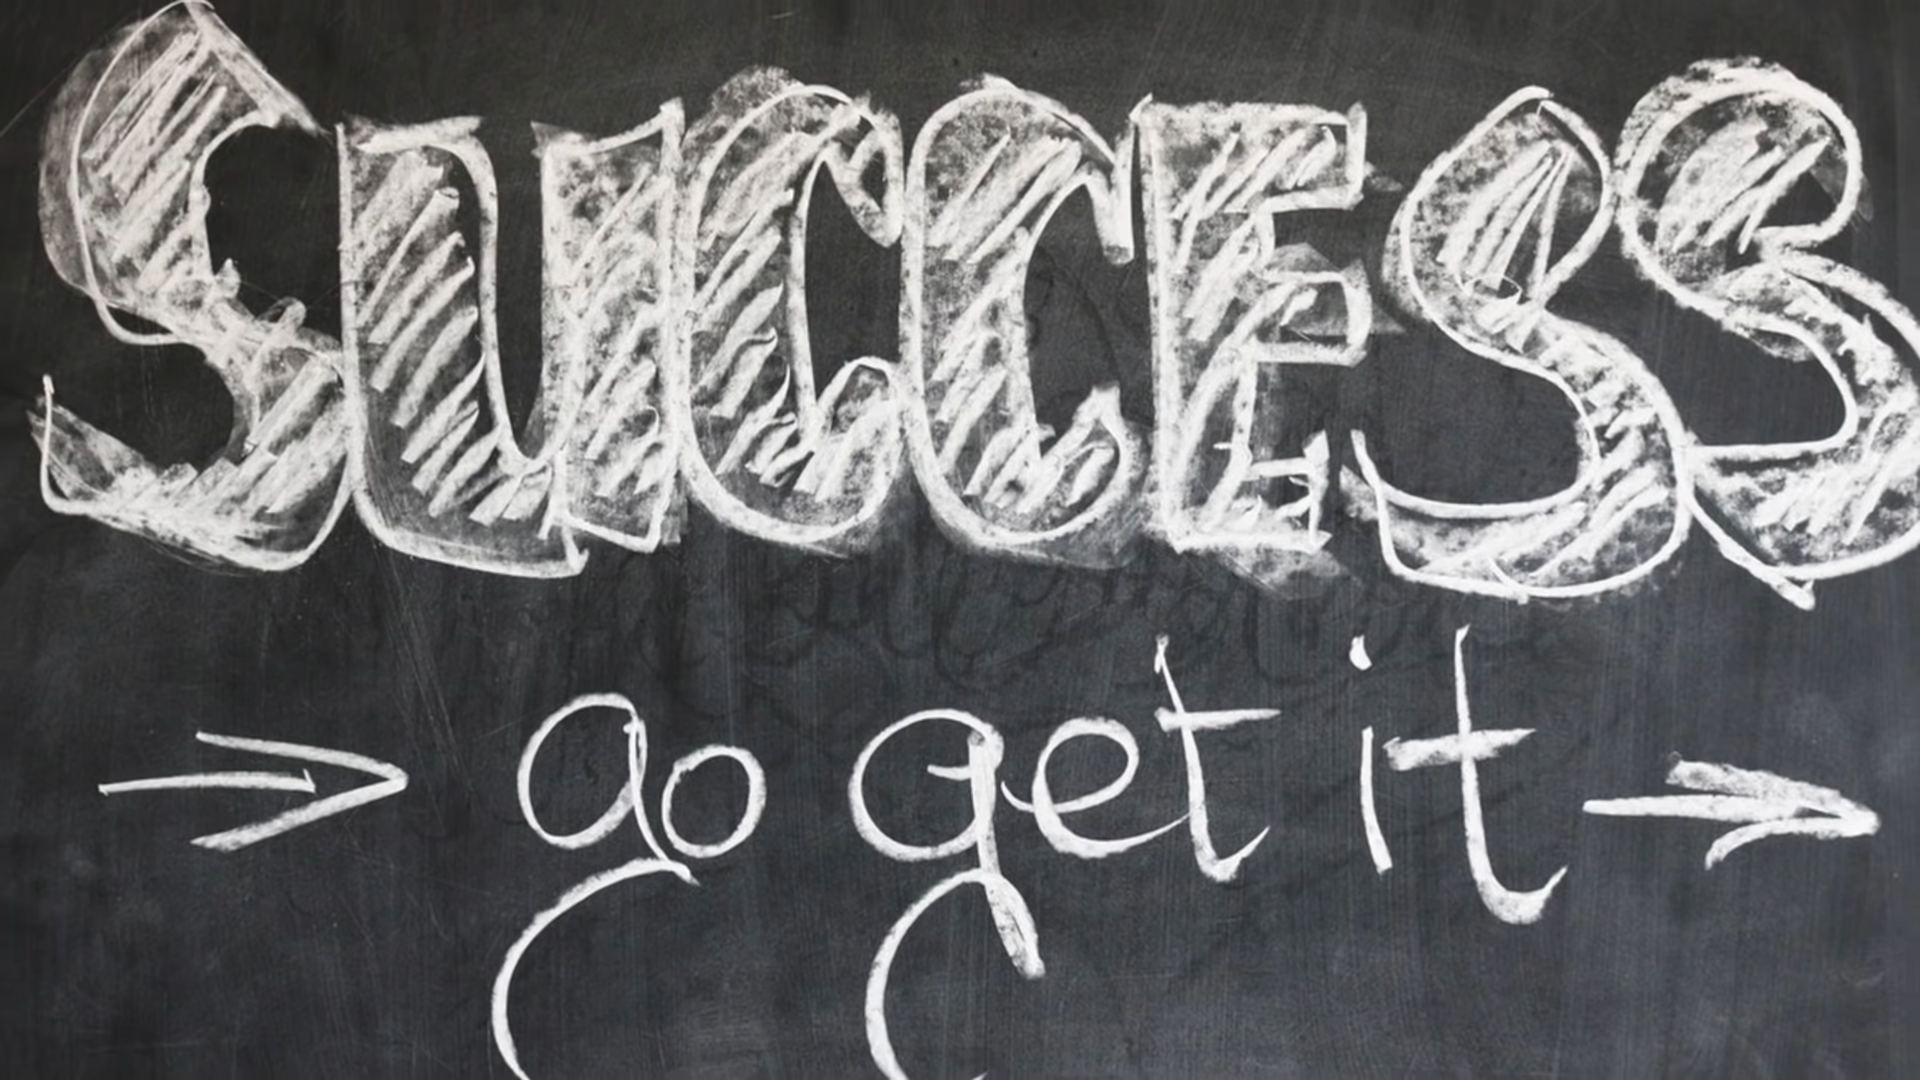 SUCCESS
→ go get it →